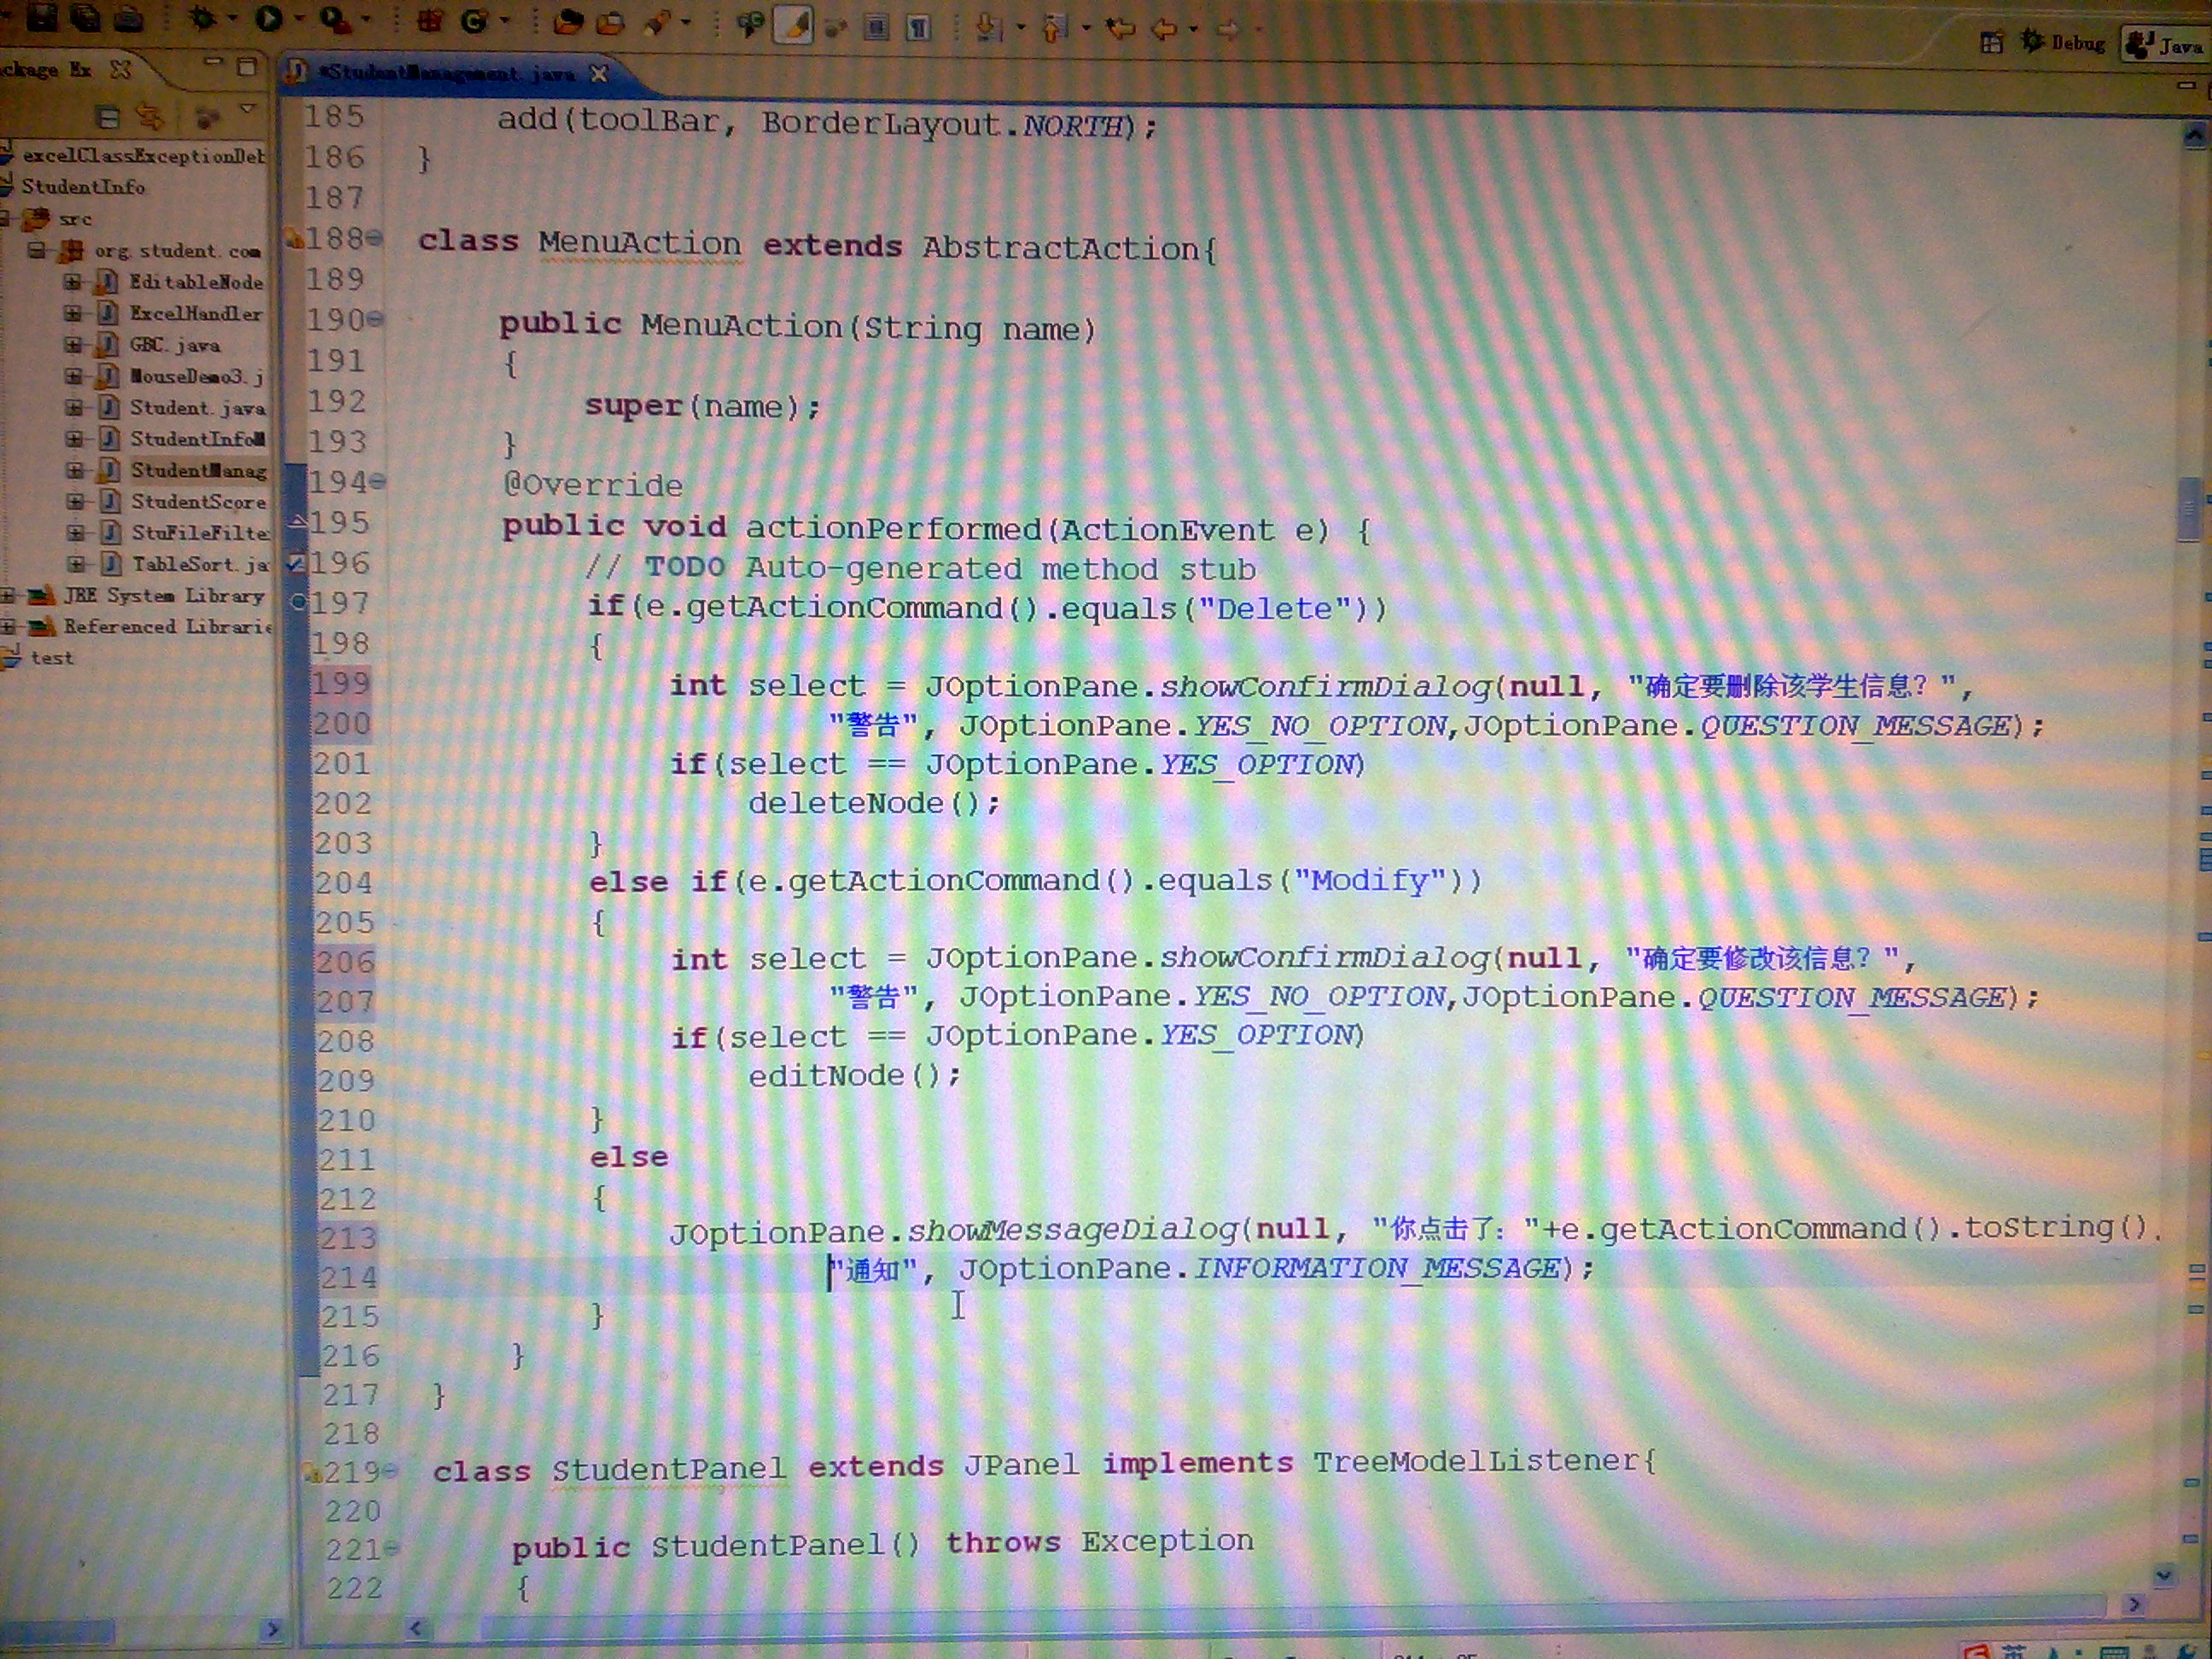 Debug
Java
ckage Ex
*StudentManagement.java
excelClassExceptionDeb
StudentInfo
src
org.student.com
EditableNode
ExcelHandler
GBC.java
MouseDemo3.j
Student.java
StudentInfoM
StudentManag
StudentScore
StuFileFilte
TableSort.ja
JRE System Library
Referenced Librarie
test
185 add(toolBar, BorderLayout.NORTH);
186 }
187
188 class MenuAction extends AbstractAction{
189
190 public MenuAction(String name)
191 {
192 super(name);
193 }
194 @Override
195 public void actionPerformed(ActionEvent e) {
196 // TODO Auto-generated method stub
197 if(e.getActionCommand().equals("Delete"))
198 {
199 int select = JOptionPane.showConfirmDialog(null, "确定要删除该学生信息？",
200 "警告", JOptionPane.YES_NO_OPTION,JOptionPane.QUESTION_MESSAGE);
201 if(select == JOptionPane.YES_OPTION)
202 deleteNode();
203 }
204 else if(e.getActionCommand().equals("Modify"))
205 {
206 int select = JOptionPane.showConfirmDialog(null, "确定要修改该信息？",
207 "警告", JOptionPane.YES_NO_OPTION,JOptionPane.QUESTION_MESSAGE);
208 if(select == JOptionPane.YES_OPTION)
209 editNode();
210 }
211 else
212 {
213 JOptionPane.showMessageDialog(null, "你点击了："+e.getActionCommand().toString(),
214 "通知", JOptionPane.INFORMATION_MESSAGE);
215 }
216 }
217 }
218
219 class StudentPanel extends JPanel implements TreeModelListener{
220
221 public StudentPanel() throws Exception
222 {
英